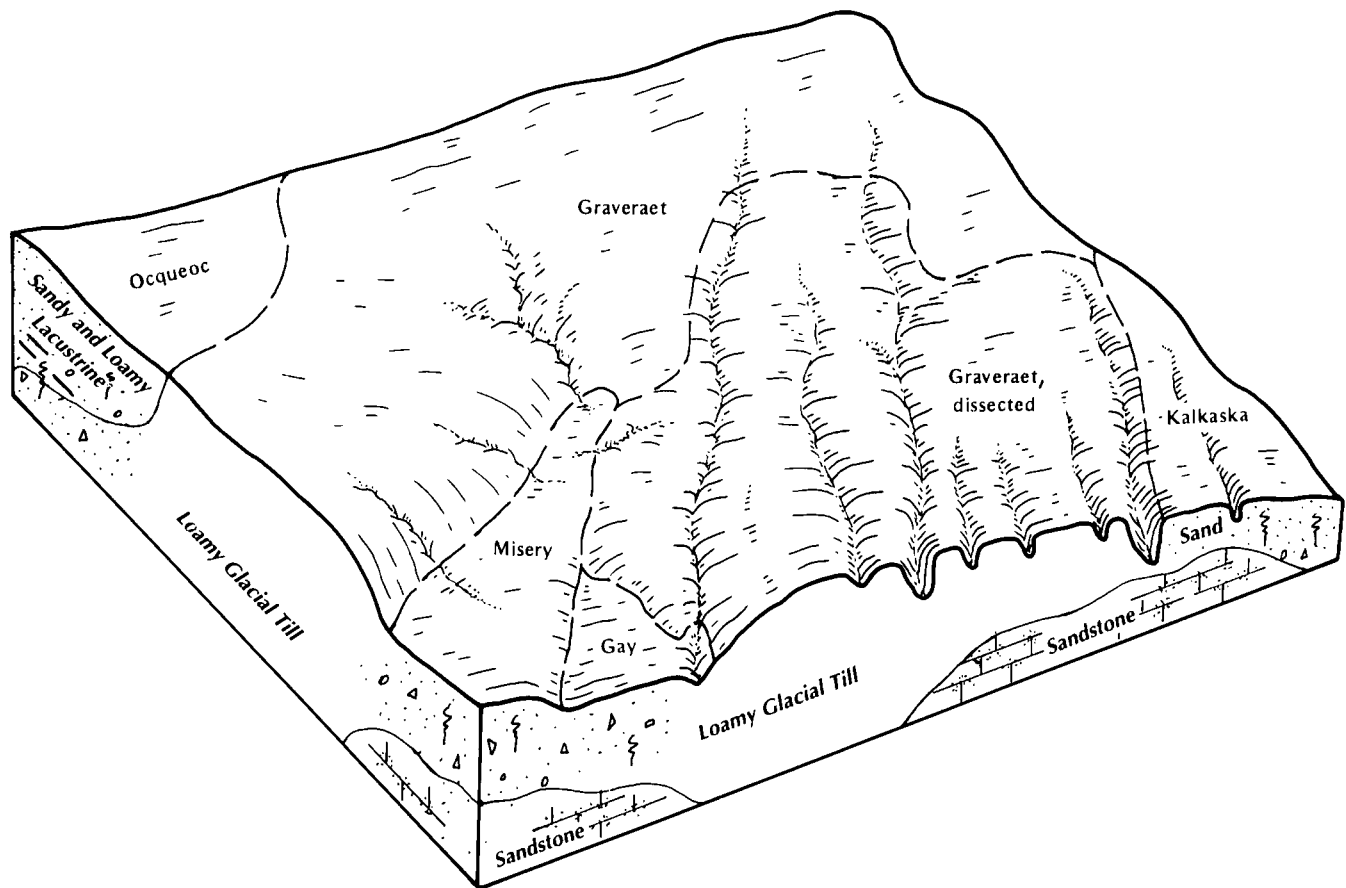 Graveraet
Ocqueoc
Sandy and Loamy
Lacustrine
Graveraet,
dissected
Kalkaska
Loamy Glacial Till
Misery
Gay
Sand
Sandstone
Loamy Glacial Till
Sandstone